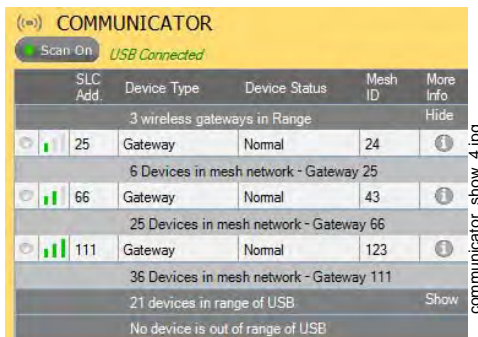 ((•)) COMMUNICATOR
Scan On USB Connected
SLC Add. Device Type Device Status Mesh ID More Info
3 wireless gateways in Range Hide
25 Gateway Normal 24
6 Devices in mesh network - Gateway 25
66 Gateway Normal 43
25 Devices in mesh network - Gateway 66
111 Gateway Normal 123
36 Devices in mesh network - Gateway 111
21 devices in range of USB Show
No device is out of range of USB
communicator_show_4.jpg